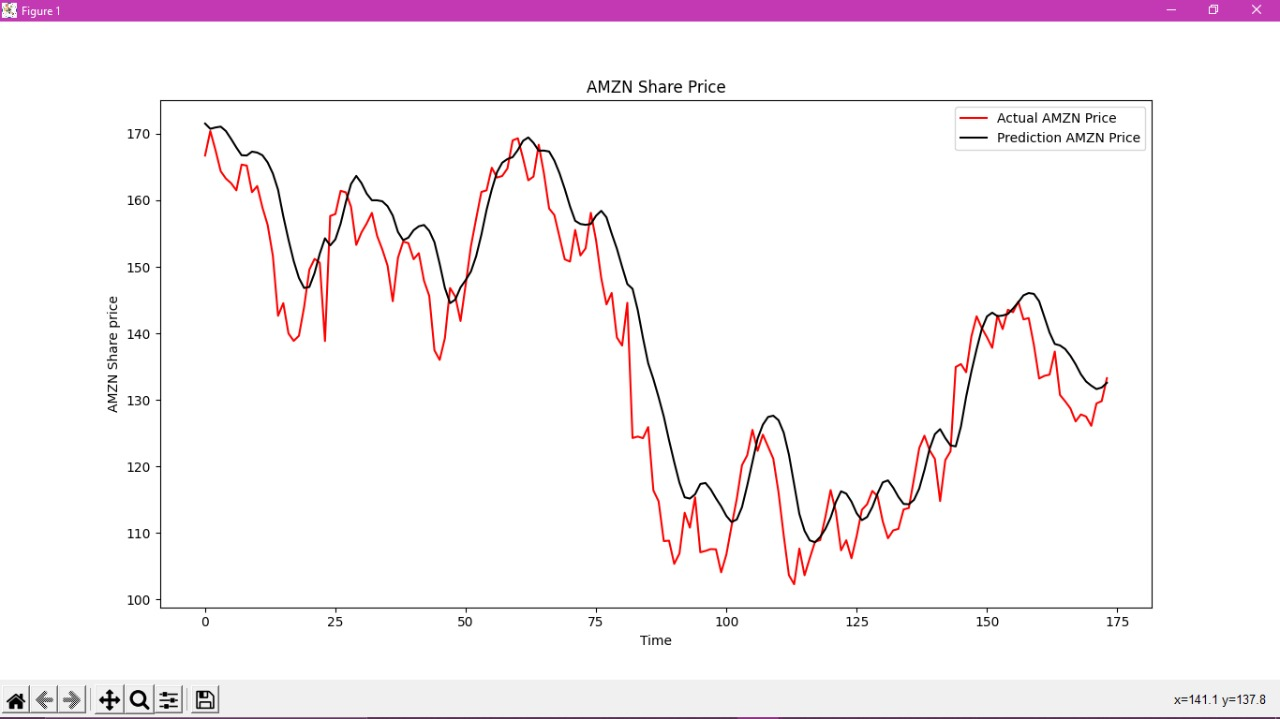 Figure 1
AMZN Share Price
Actual AMZN Price
Prediction AMZN Price
AMZN Share price
170
160
150
140
130
120
110
100
0 25 50 75 100 125 150 175
Time
x=141.1 y=137.8